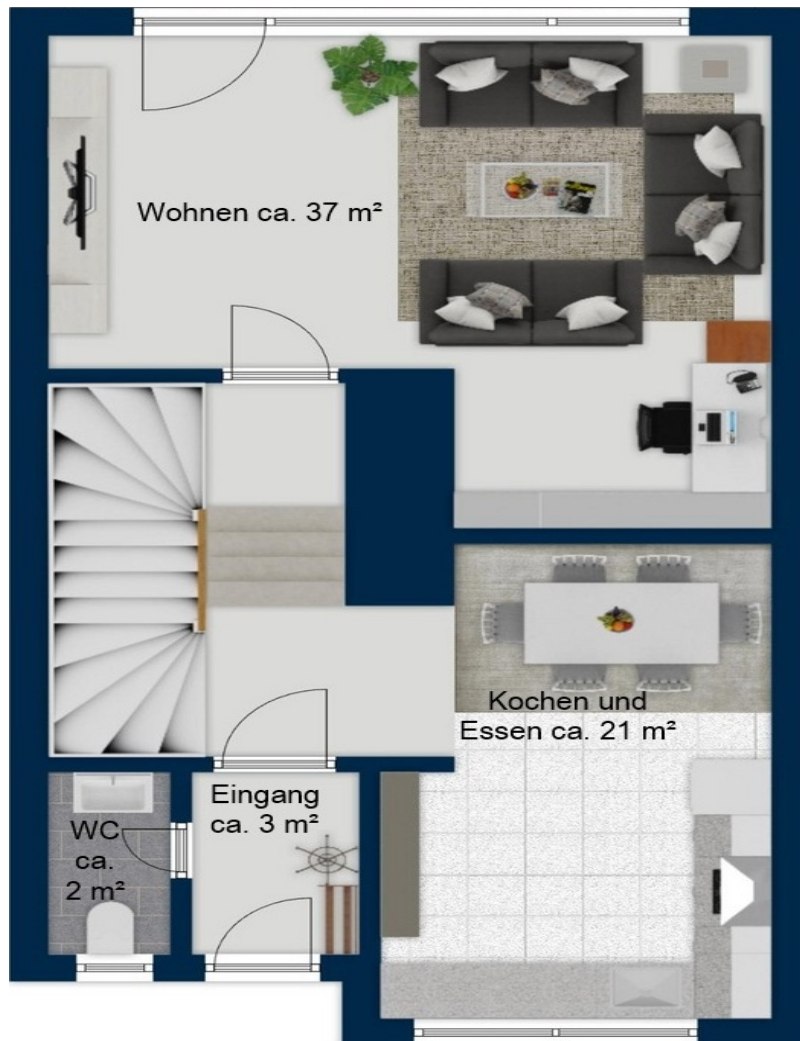 Wohnen ca. 37 m²
Kochen und
Essen ca. 21 m²
Eingang
ca. 3 m²
WC
ca.
2 m²